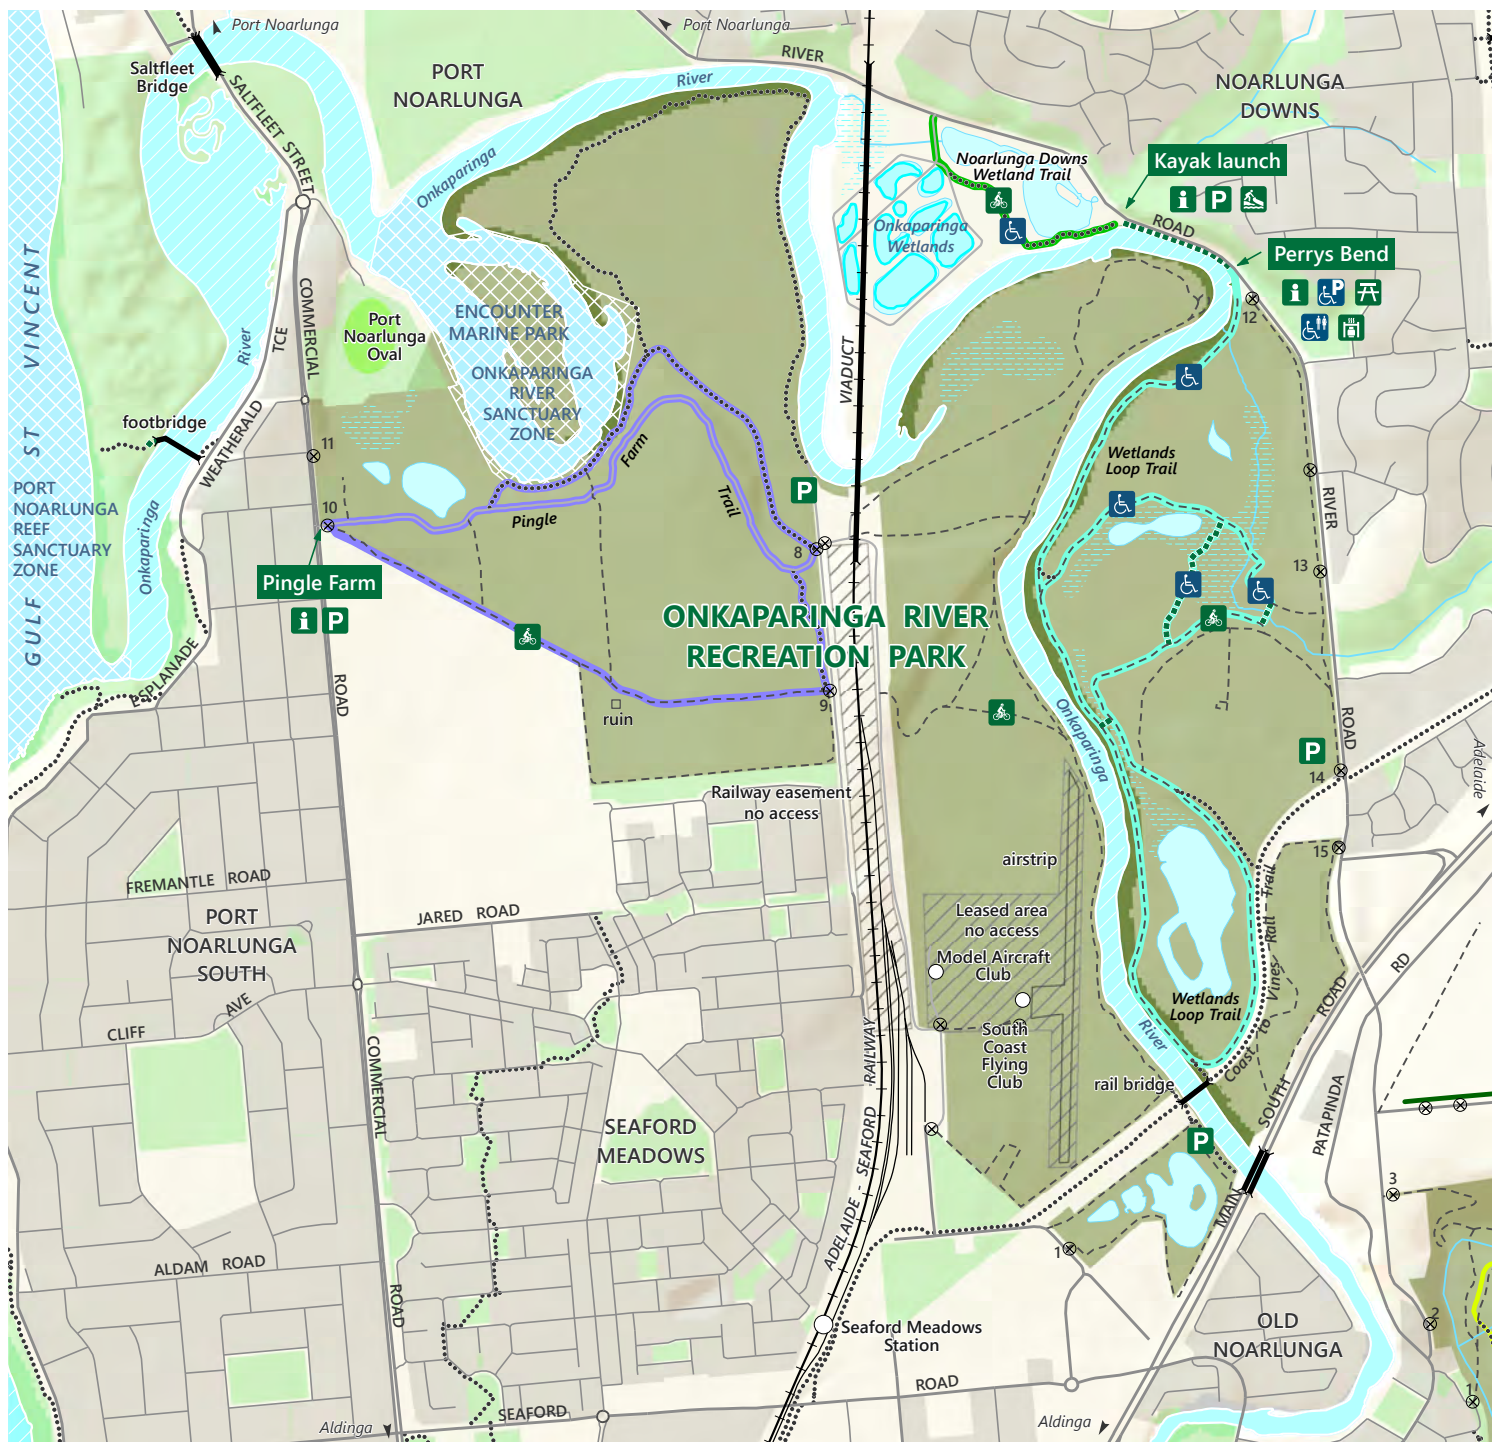 Port Noarlunga
Port Noarlunga
Saltfleet
Bridge
PORT
NOARLUNGA
River
RIVER
NOARLUNGA
DOWNS
SALTFLEET STREET
Onkaparinga
Noarlunga Downs
Wetland Trail
Kayak launch
i P
ROAD
Onkaparinga
Wetlands
Perrys Bend
i P
12
GULF ST VINCENT
COMMERCIAL
TCE
River
Port
Noarlunga
Oval
ENCOUNTER
MARINE PARK
ONKAPARINGA
RIVER
SANCTUARY
ZONE
VIADUCT
footbridge
WEATHERALD
11
Farm
Trail
Wetlands
Loop Trail
PORT
NOARLUNGA
REEF
SANCTUARY
ZONE
Onkaparinga
10
Pingle
P
8
RIVER
13
Pingle Farm
i P
ONKAPARINGA RIVER
RECREATION PARK
ESPLANADE
ROAD
ruin
9
Onkaparinga
ROAD
P
14
Adelaide
Railway easement
no access
airstrip
15
FREMANTLE ROAD
PORT
NOARLUNGA
SOUTH
JARED ROAD
Leased area
no access
Model Aircraft
Club
Coast to Vines Rail Trail
RD
Wetlands
Loop Trail
ROAD
AVE
CLIFF
South
Coast
Flying
Club
River
COMMERCIAL
rail bridge
SOUTH
PATAPINDA
SEAFORD
MEADOWS
P
ADELAIDE - SEAFORD RAILWAY
MAIN
3
1
ALDAM ROAD
ROAD
Seaford Meadows
Station
OLD
NOARLUNGA
2
ROAD
1
SEAFORD
Aldinga
Aldinga